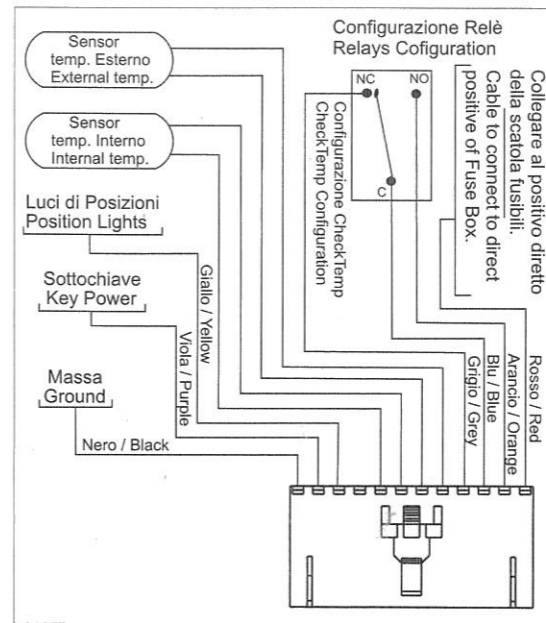 Sensor
temp. Esterno
External temp.
Sensor
temp. Interno
Internal temp.
Luci di Posizioni
Position Lights
Sottochiave
Key Power
Massa
Ground
Nero / Black
Viola / Purple
Giallo / Yellow
Configurazione Relè
Relays Cofiguration
NC
NO
C
Configurazione CheckTemp
CheckTemp Configuration
Collegare al positivo diretto
della scatola fusibili.
Cable to connect to direct
positive of Fuse Box.
Grigio / Grey
Blu / Blue
Arancio / Orange
Rosso / Red